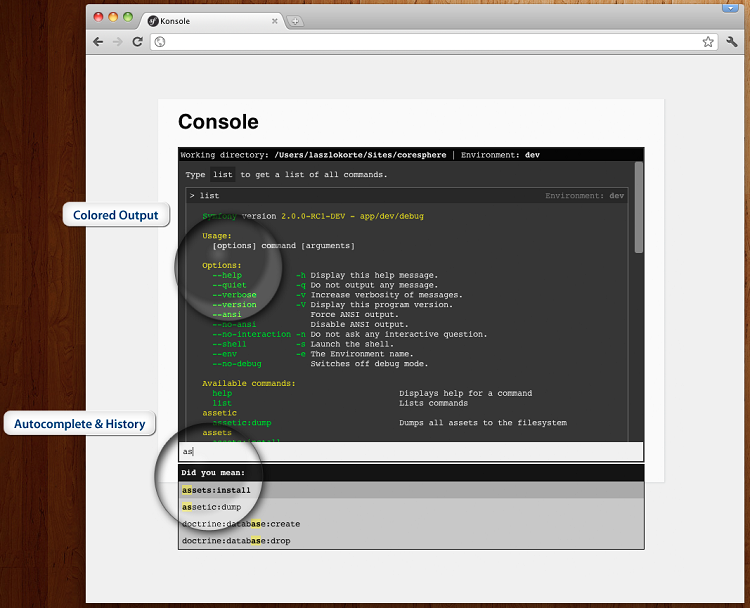 Konsole
Console
Working directory: /Users/laszlokorte/Sites/coresphere | Environment: dev
Type list to get a list of all commands.
> list Environment: dev
Colored Output
Symfony version 2.0.0-RC1-DEV - app/dev/debug
Usage:
[options] command [arguments]
Options:
--help -h Display this help message.
--quiet -q Do not output any message.
--verbose -v Increase verbosity of messages.
--version -V Display this program version.
--ansi Force ANSI output.
--no-ansi Disable ANSI output.
--no-interaction -n Do not ask any interactive question.
--shell -s Launch the shell.
--env -e The Environment name.
--no-debug Switches off debug mode.
Available commands:
help Displays help for a command
list Lists commands
assetic
assetic:dump Dumps all assets to the filesystem
Autocomplete & History
assets
assets:install
as
Did you mean:
assets:install
assetic:dump
doctrine:database:create
doctrine:database:drop